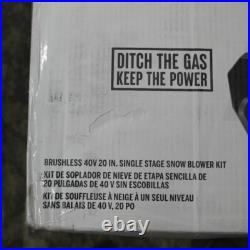 DITCH THE GAS
KEEP THE POWER
BRUSHLESS 40V 20 IN. SINGLE STAGE SNOW BLOWER KIT
KIT DE SOPLADOR DE NIEVE DE ETAPA SENCILLA DE
20 PULGADAS DE 40 V SIN ESCOBILLAS
KIT DE SOUFFLEUSE À NEIGE À UN SEUL NIVEAU
SANS BALAIS DE 40 V, 20 PO
watermark.com